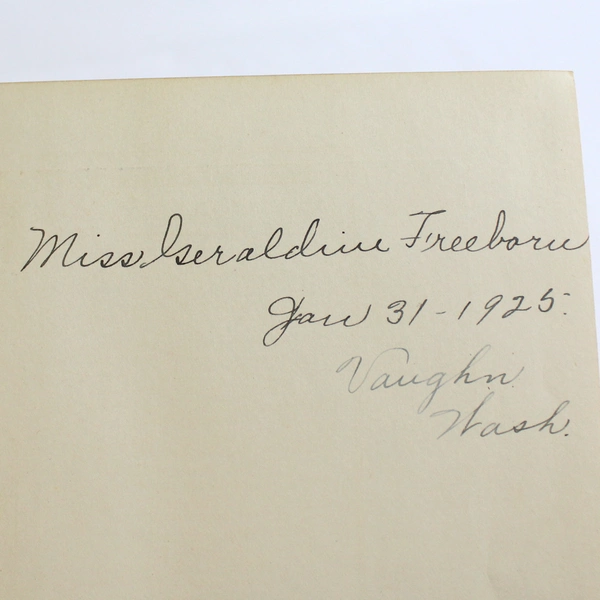 Miss Geraldine Freeborn
Jan 31 - 1925.
Vaughn
Wash.